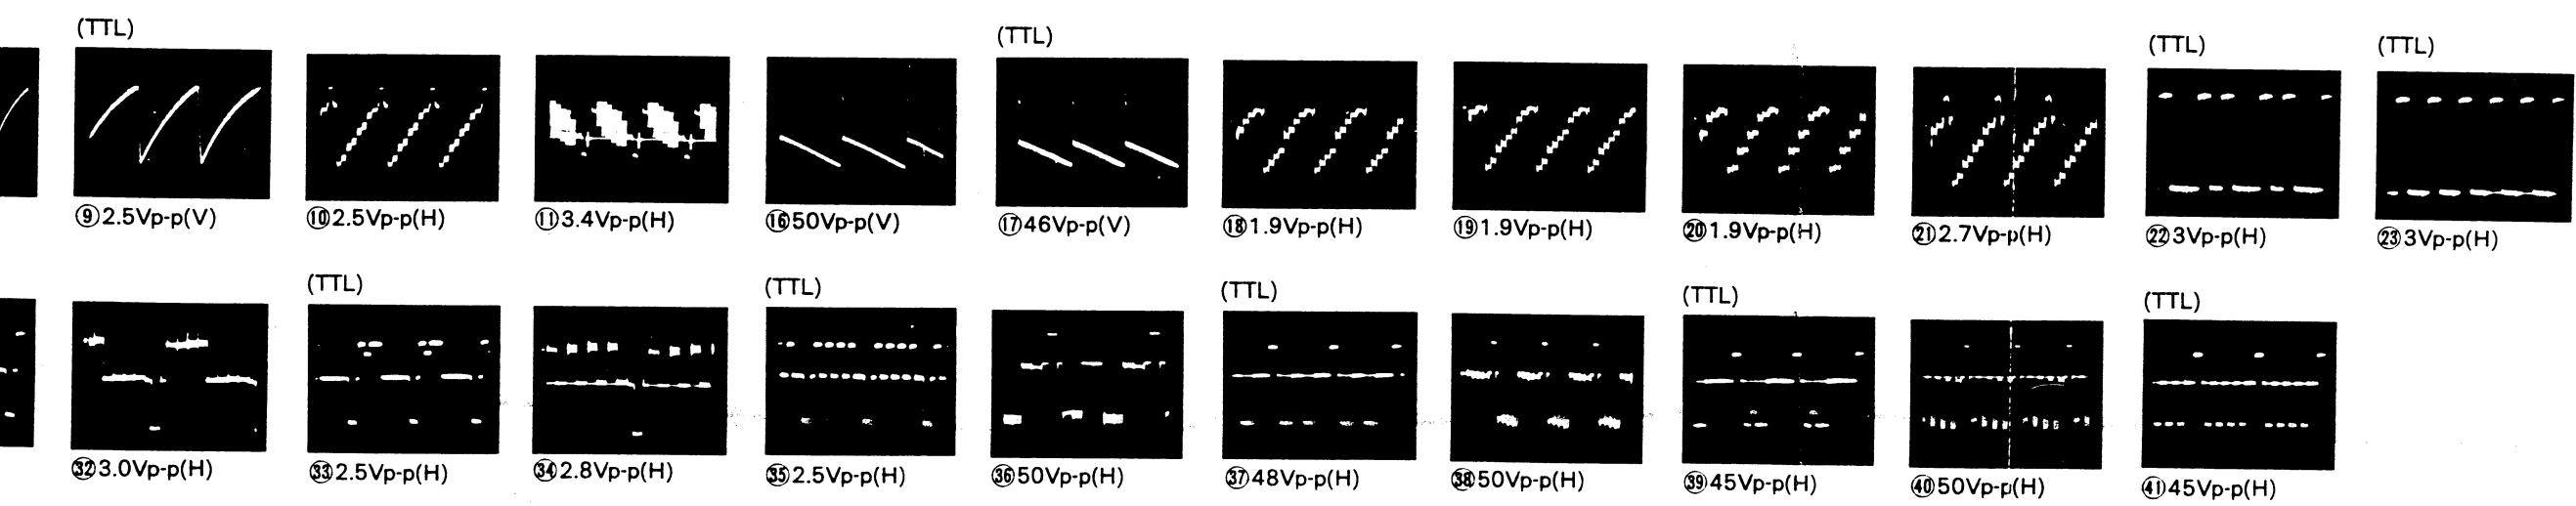 (TTL) (TTL) (TTL) (TTL)
⑨2.5Vp-p(V) ⑩2.5Vp-p(H) ⑪3.4Vp-p(H) ⑯50Vp-p(V) ⑰46Vp-p(V) ⑱1.9Vp-p(H) ⑲1.9Vp-p(H) ⑳1.9Vp-p(H) ㉑2.7Vp-p(H) ㉒3Vp-p(H) ㉓3Vp-p(H)
(TTL) (TTL) (TTL) (TTL) (TTL)
㉜3.0Vp-p(H) ㉝2.5Vp-p(H) ㉞2.8Vp-p(H) ㉟2.5Vp-p(H) ㊱50Vp-p(H) ㊲48Vp-p(H) ㊳50Vp-p(H) ㊴45Vp-p(H) ㊵50Vp-p(H) ㊶45Vp-p(H)